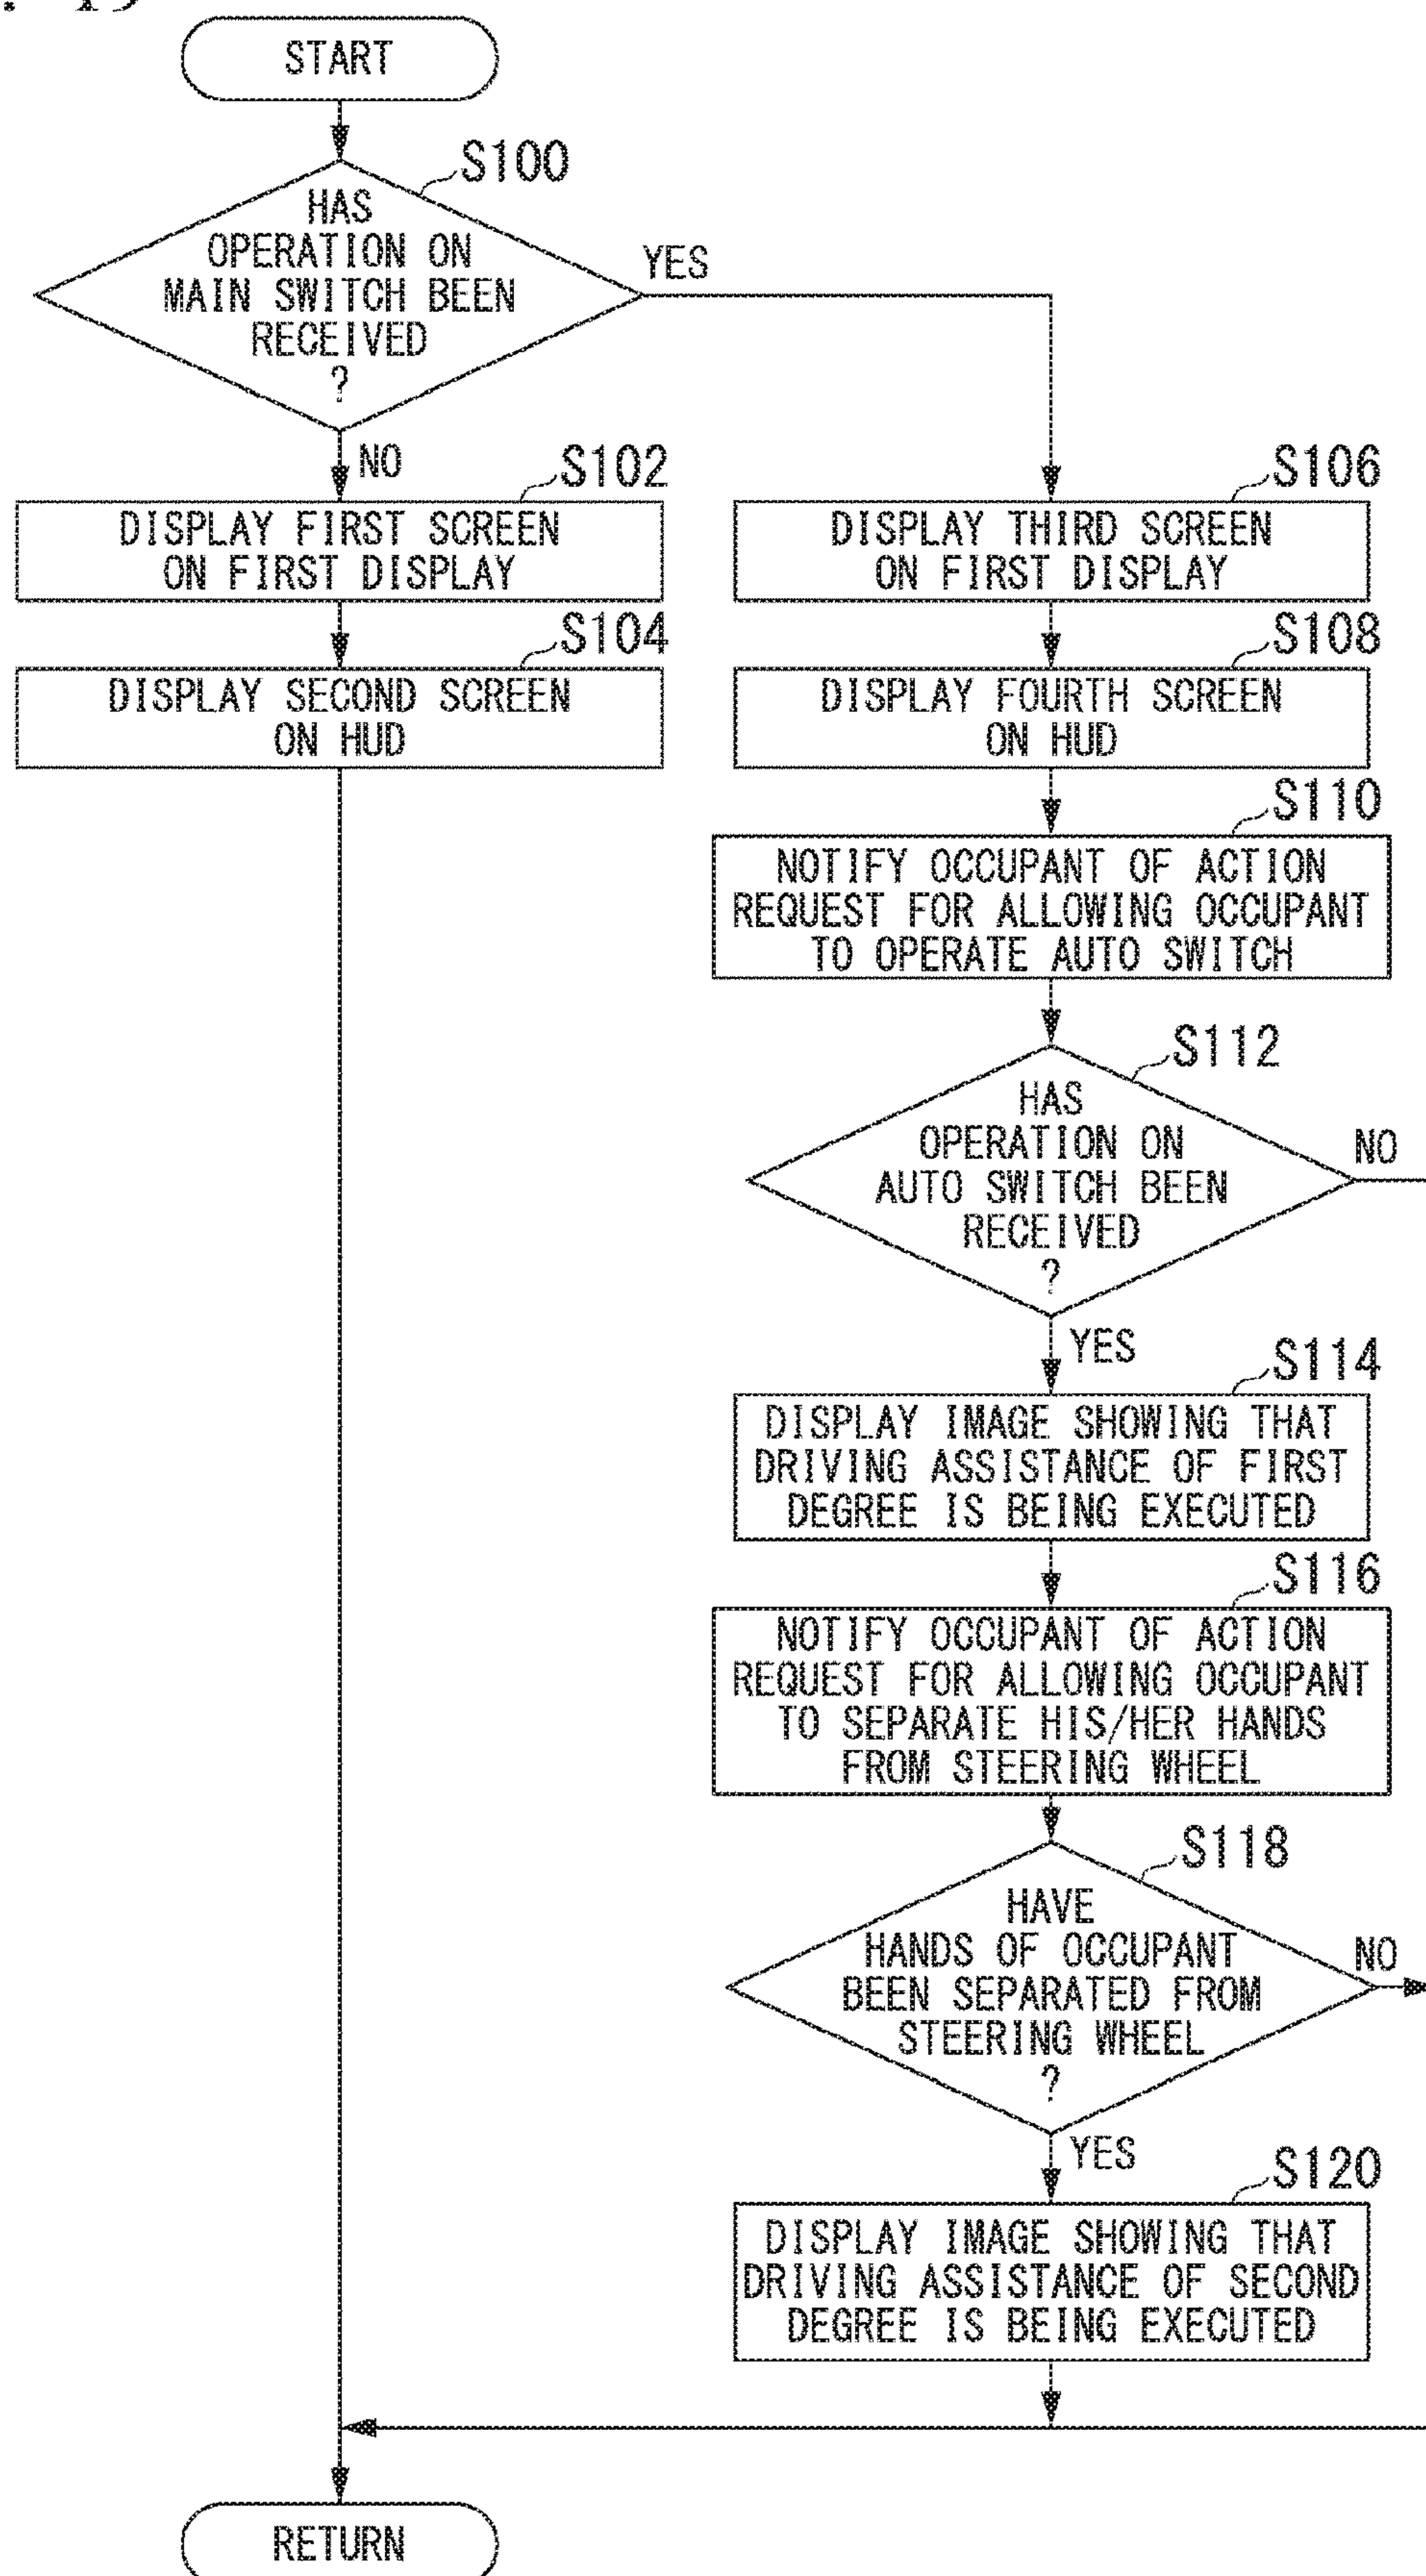 START
S100
HAS
OPERATION ON
MAIN SWITCH BEEN
RECEIVED
?
YES
NO
S102
DISPLAY FIRST SCREEN
ON FIRST DISPLAY
S104
DISPLAY SECOND SCREEN
ON HUD
S106
DISPLAY THIRD SCREEN
ON FIRST DISPLAY
S108
DISPLAY FOURTH SCREEN
ON HUD
S110
NOTIFY OCCUPANT OF ACTION
REQUEST FOR ALLOWING OCCUPANT
TO OPERATE AUTO SWITCH
S112
HAS
OPERATION ON
AUTO SWITCH BEEN
RECEIVED
?
NO
YES
S114
DISPLAY IMAGE SHOWING THAT
DRIVING ASSISTANCE OF FIRST
DEGREE IS BEING EXECUTED
S116
NOTIFY OCCUPANT OF ACTION
REQUEST FOR ALLOWING OCCUPANT
TO SEPARATE HIS/HER HANDS
FROM STEERING WHEEL
S118
HAVE
HANDS OF OCCUPANT
BEEN SEPARATED FROM
STEERING WHEEL
?
NO
YES
S120
DISPLAY IMAGE SHOWING THAT
DRIVING ASSISTANCE OF SECOND
DEGREE IS BEING EXECUTED
RETURN